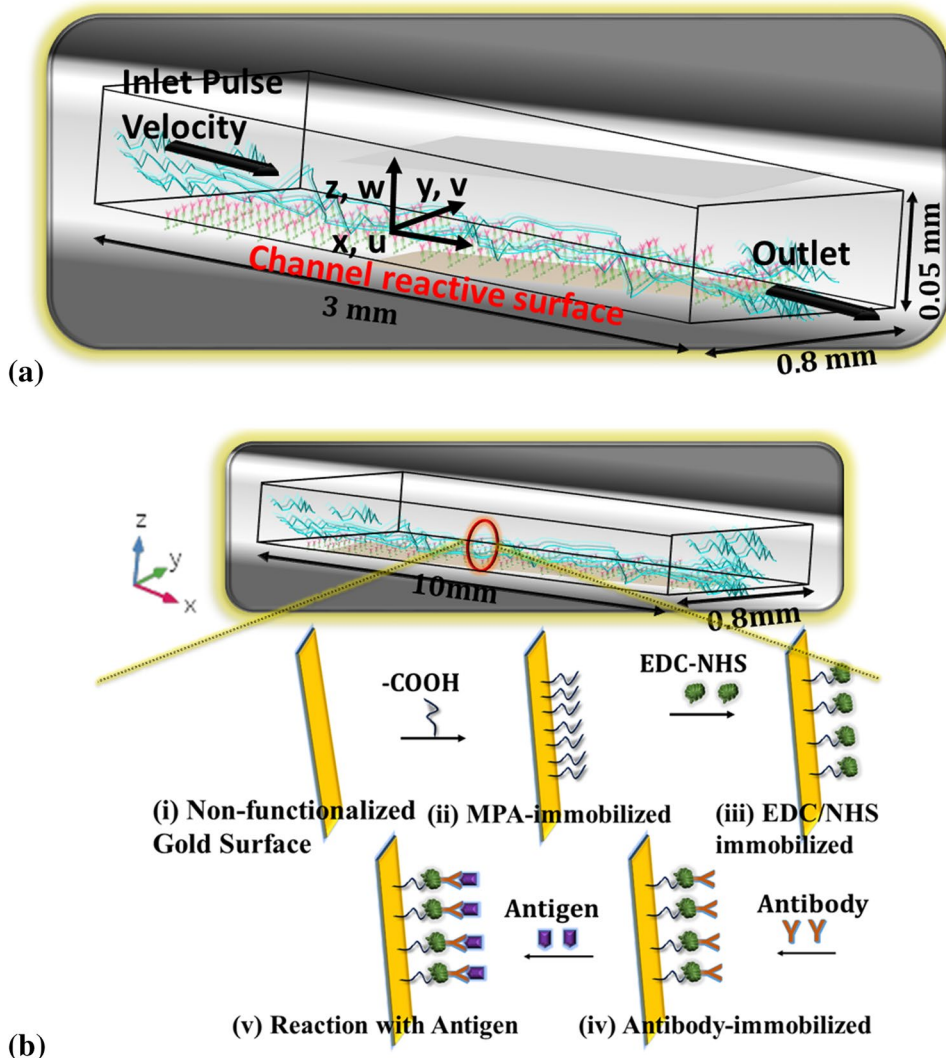 Inlet Pulse
Velocity
z, w
y, v
x, u
Channel reactive surface
Outlet
3 mm
0.05 mm
0.8 mm
(a)
z
y
x
10mm
0.8mm
-COOH
EDC-NHS
(i) Non-functionalized
Gold Surface
(ii) MPA-immobilized
(iii) EDC/NHS
immobilized
Antigen
Antibody
(v) Reaction with Antigen
(iv) Antibody-immobilized
(b)